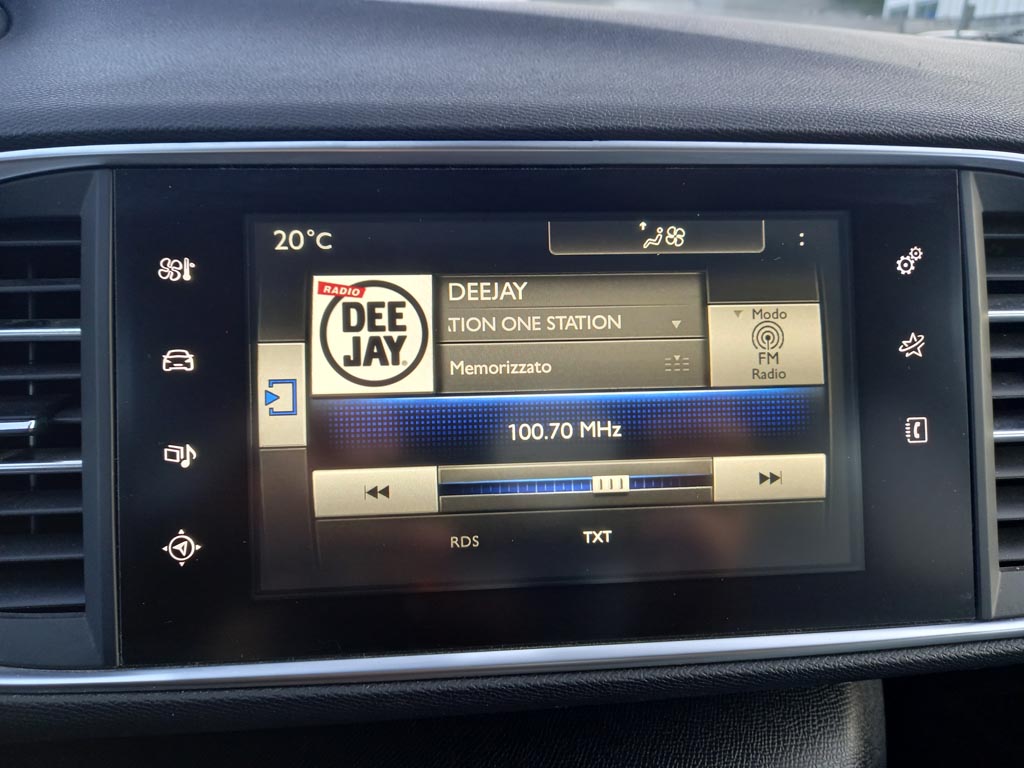 20°C
RADIO
DEE
JAY®
DEEJAY
TION ONE STATION
Memorizzato
Modo
FM
Radio
100.70 MHz
RDS
TXT